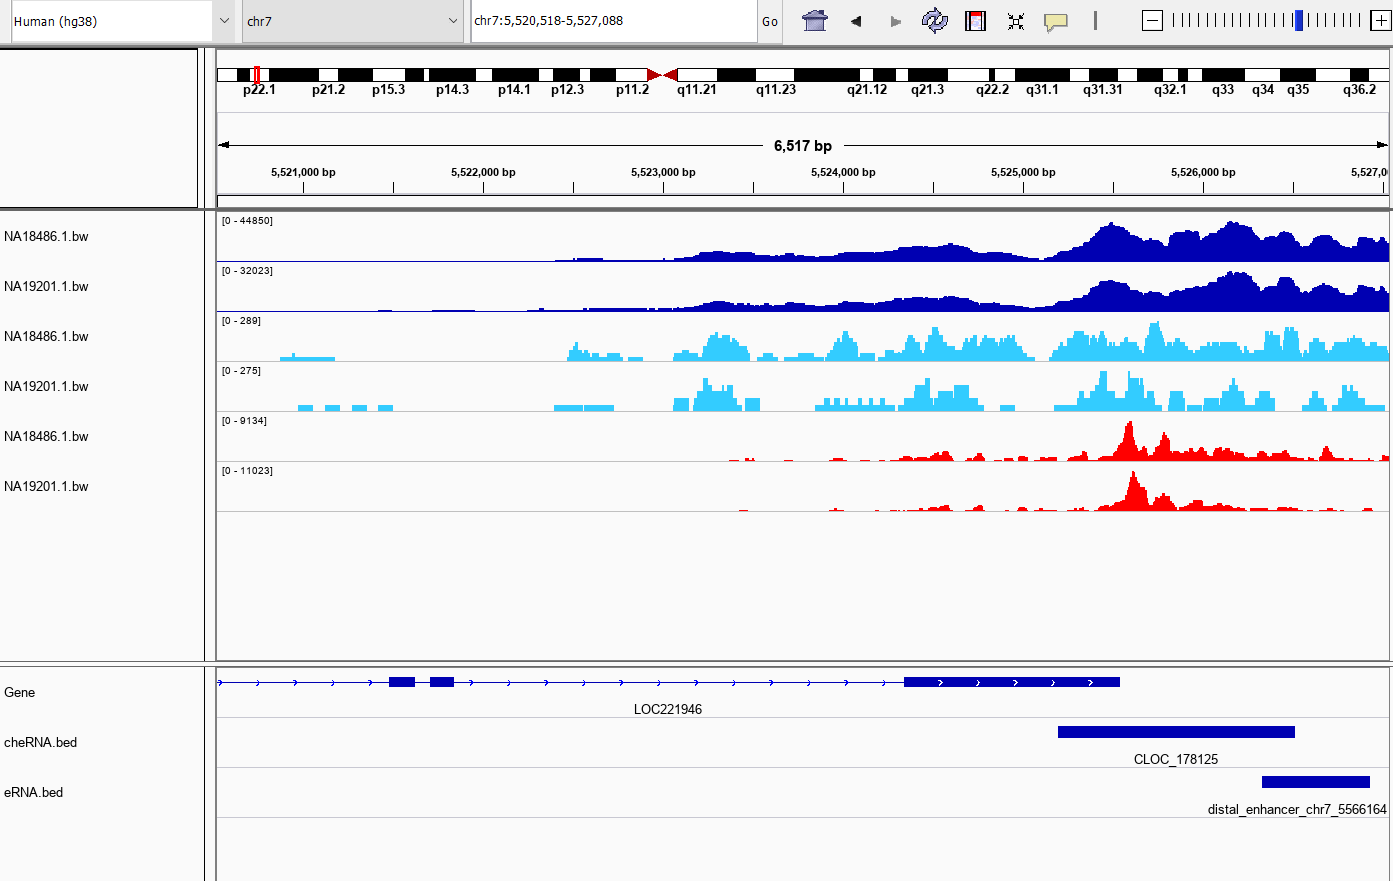 Human (hg38) chr7 chr7:5,520,518-5,527,088 Go
p22.1 p21.2 p15.3 p14.3 p14.1 p12.3 p11.2 q11.21 q11.23 q21.12 q21.3 q22.2 q31.1 q31.31 q32.1 q33 q34 q35 q36.2
6,517 bp
5,521,000 bp 5,522,000 bp 5,523,000 bp 5,524,000 bp 5,525,000 bp 5,526,000 bp 5,527,0
[0 - 44850]
NA18486.1.bw
[0 - 32023]
NA19201.1.bw
[0 - 289]
NA18486.1.bw
[0 - 275]
NA19201.1.bw
[0 - 9134]
NA18486.1.bw
[0 - 11023]
NA19201.1.bw
Gene
LOC221946
cheRNA.bed
CLOC_178125
eRNA.bed
distal_enhancer_chr7_5566164